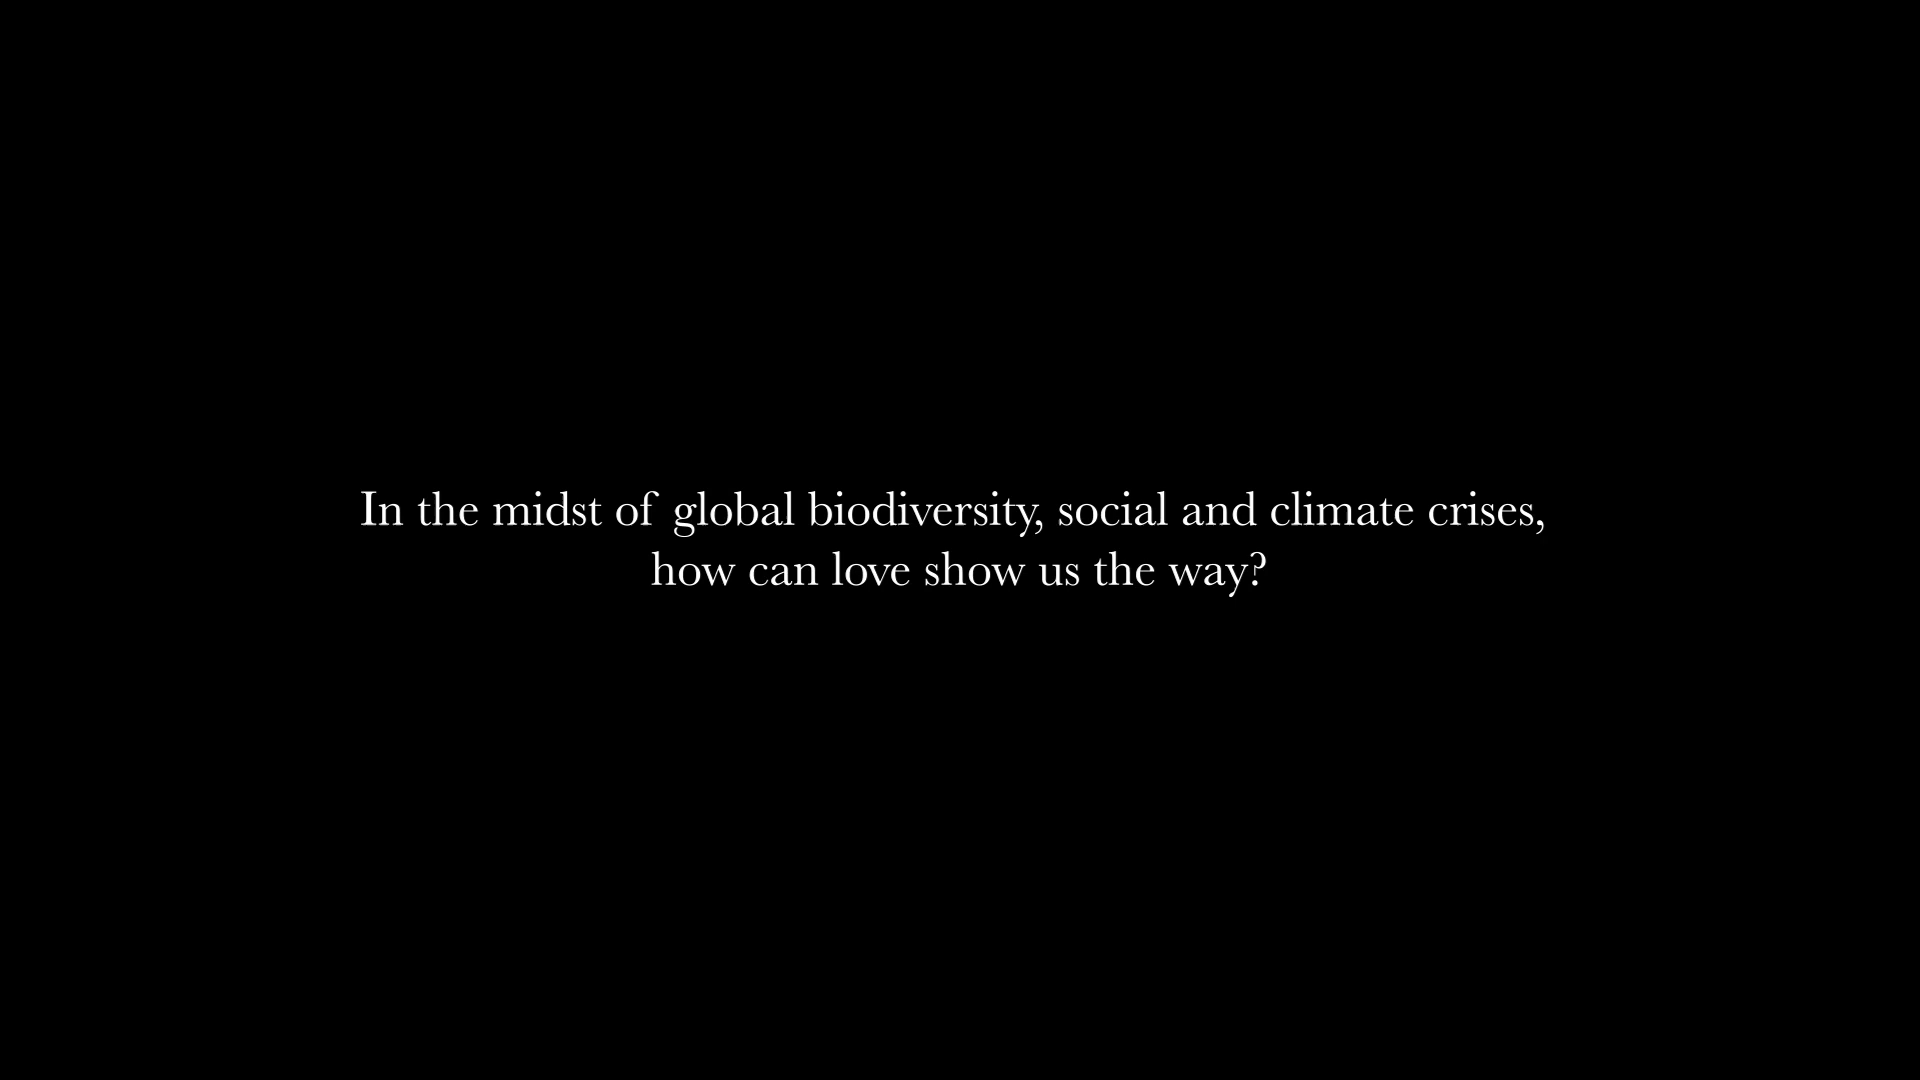 In the midst of global biodiversity, social and climate crises,
how can love show us the way?